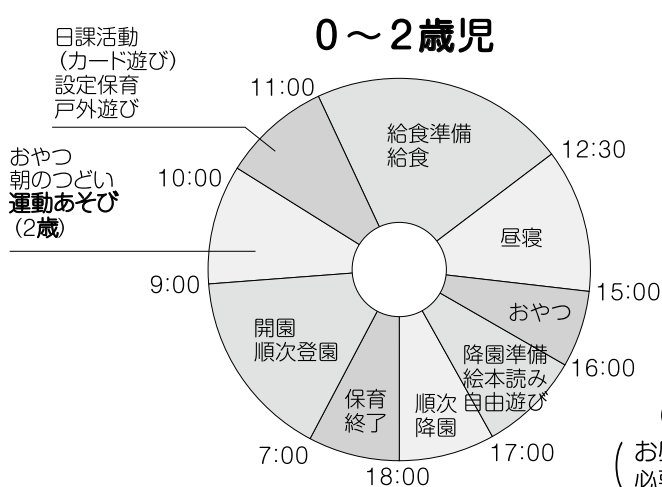 0～2歳児
日課活動
（カード遊び）
設定保育
戸外遊び
11:00
給食準備
給食
12:30
おやつ
朝のつどい
運動あそび
（2歳）
10:00
昼寝
9:00
15:00
おやつ
開園
順次登園
降園準備
絵本読み
自由遊び
16:00
保育
終了
順次
降園
7:00
18:00
17:00